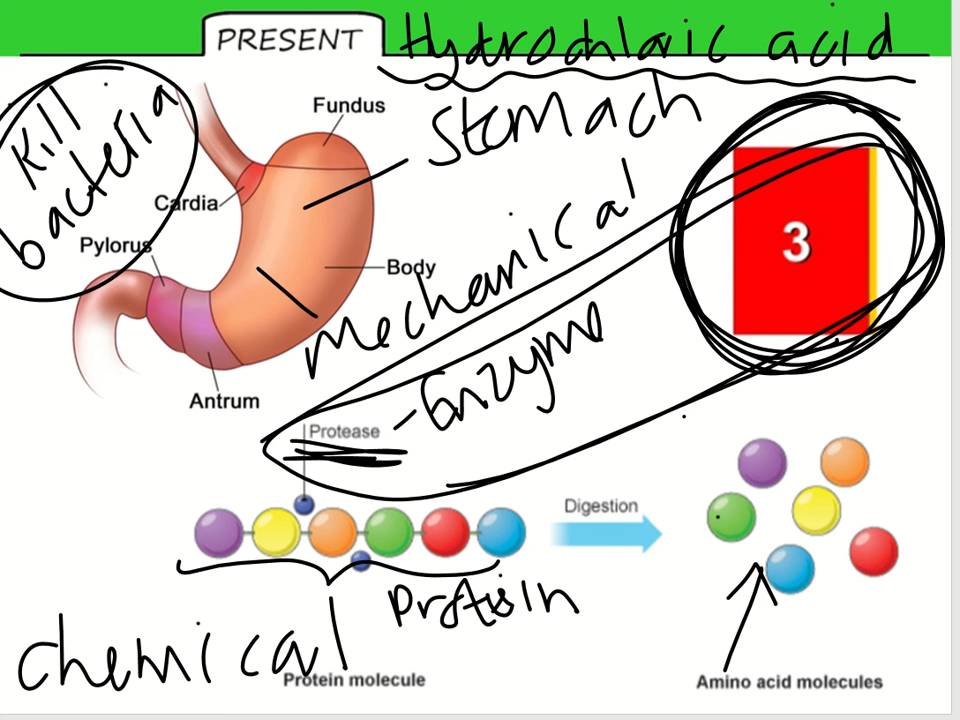 PRESENT
Hydrochloric acid
Kill
bacteria
Fundus
Stomach
Cardia
Pylorus
Body
Mechanical
3
Antrum
Protease
- Enzyme
Digestion
Protein
Chemical
Protein molecule
Amino acid molecules